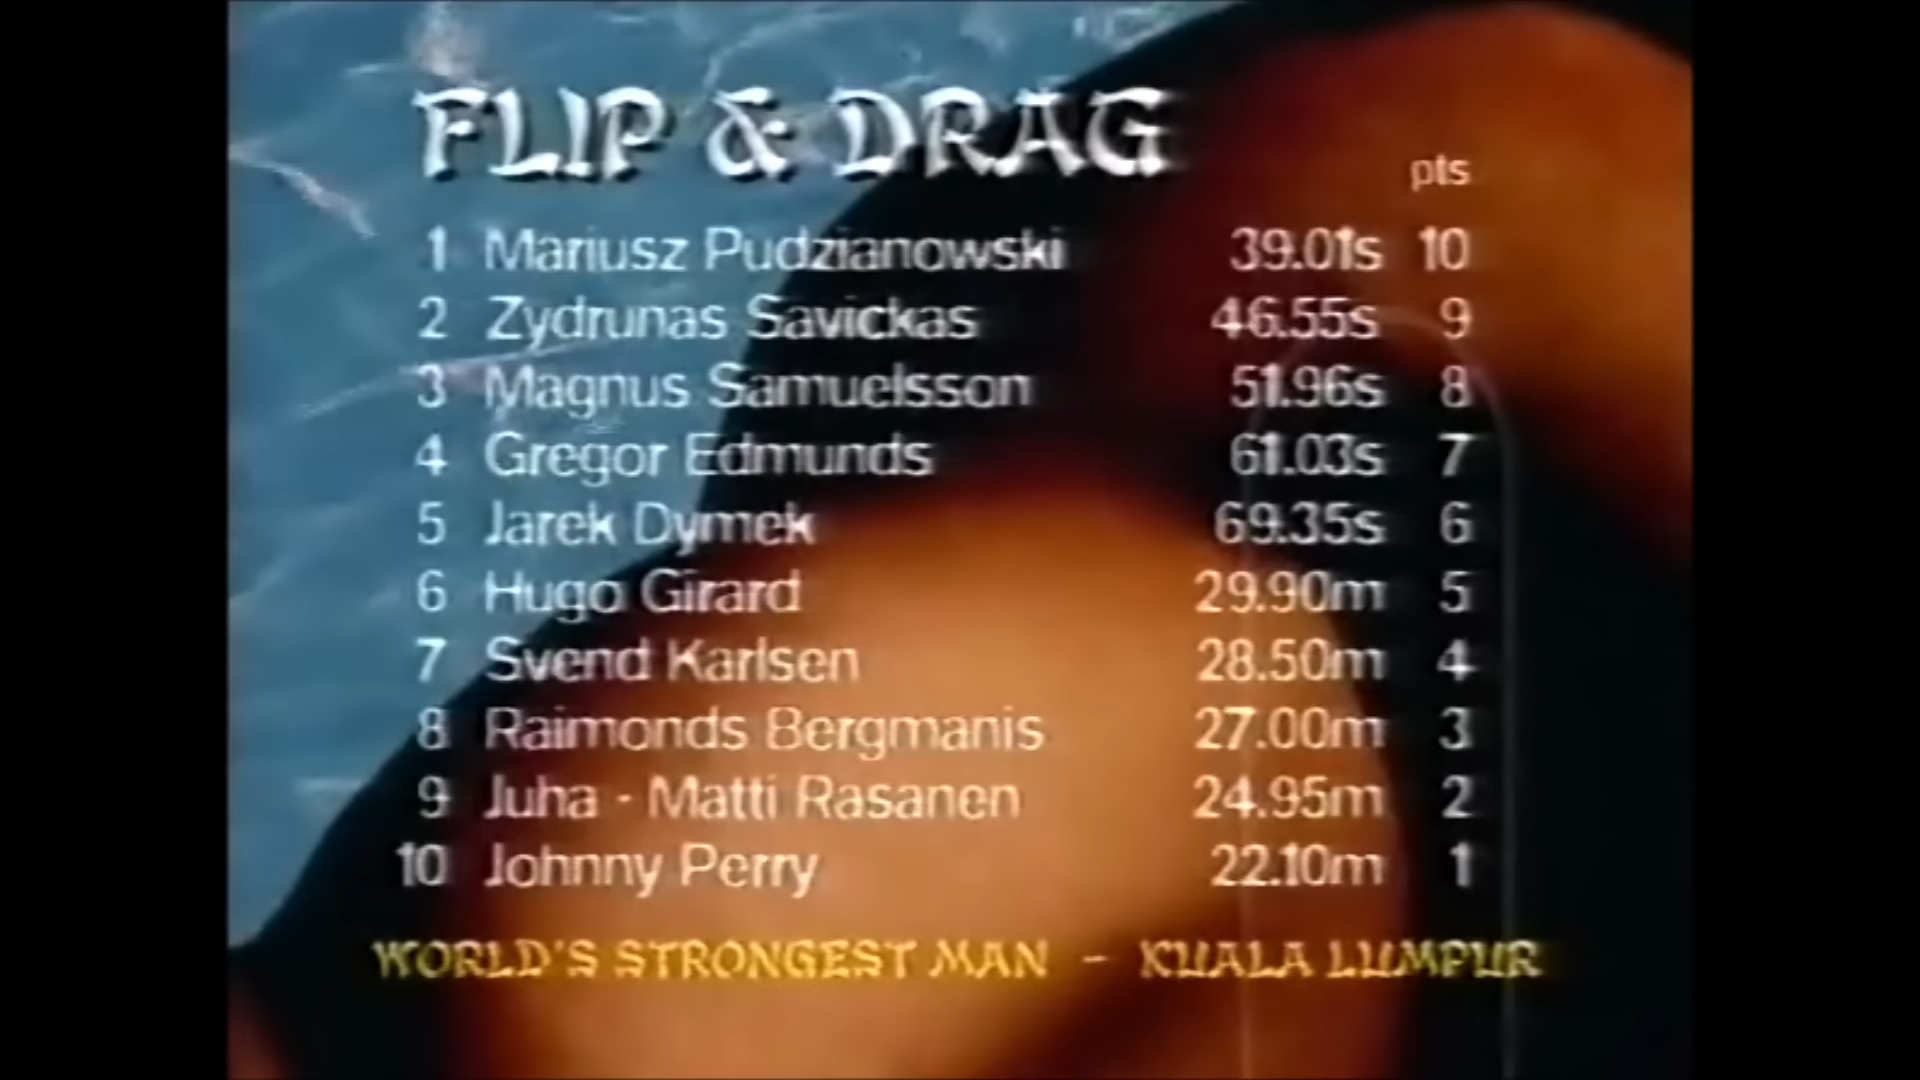 FLIP & DRAG
pts
1 Mariusz Pudzianowski 39.01s 10
2 Zydrunas Savickas 46.55s 9
3 Magnus Samuelsson 51.96s 8
4 Gregor Edmunds 61.03s 7
5 Jarek Dymek 69.35s 6
6 Hugo Girard 29.90m 5
7 Svend Karlsen 28.50m 4
8 Raimonds Bergmanis 27.00m 3
9 Juha - Matti Rasanen 24.95m 2
10 Johnny Perry 22.10m 1
WORLD'S STRONGEST MAN - KUALA LUMPUR